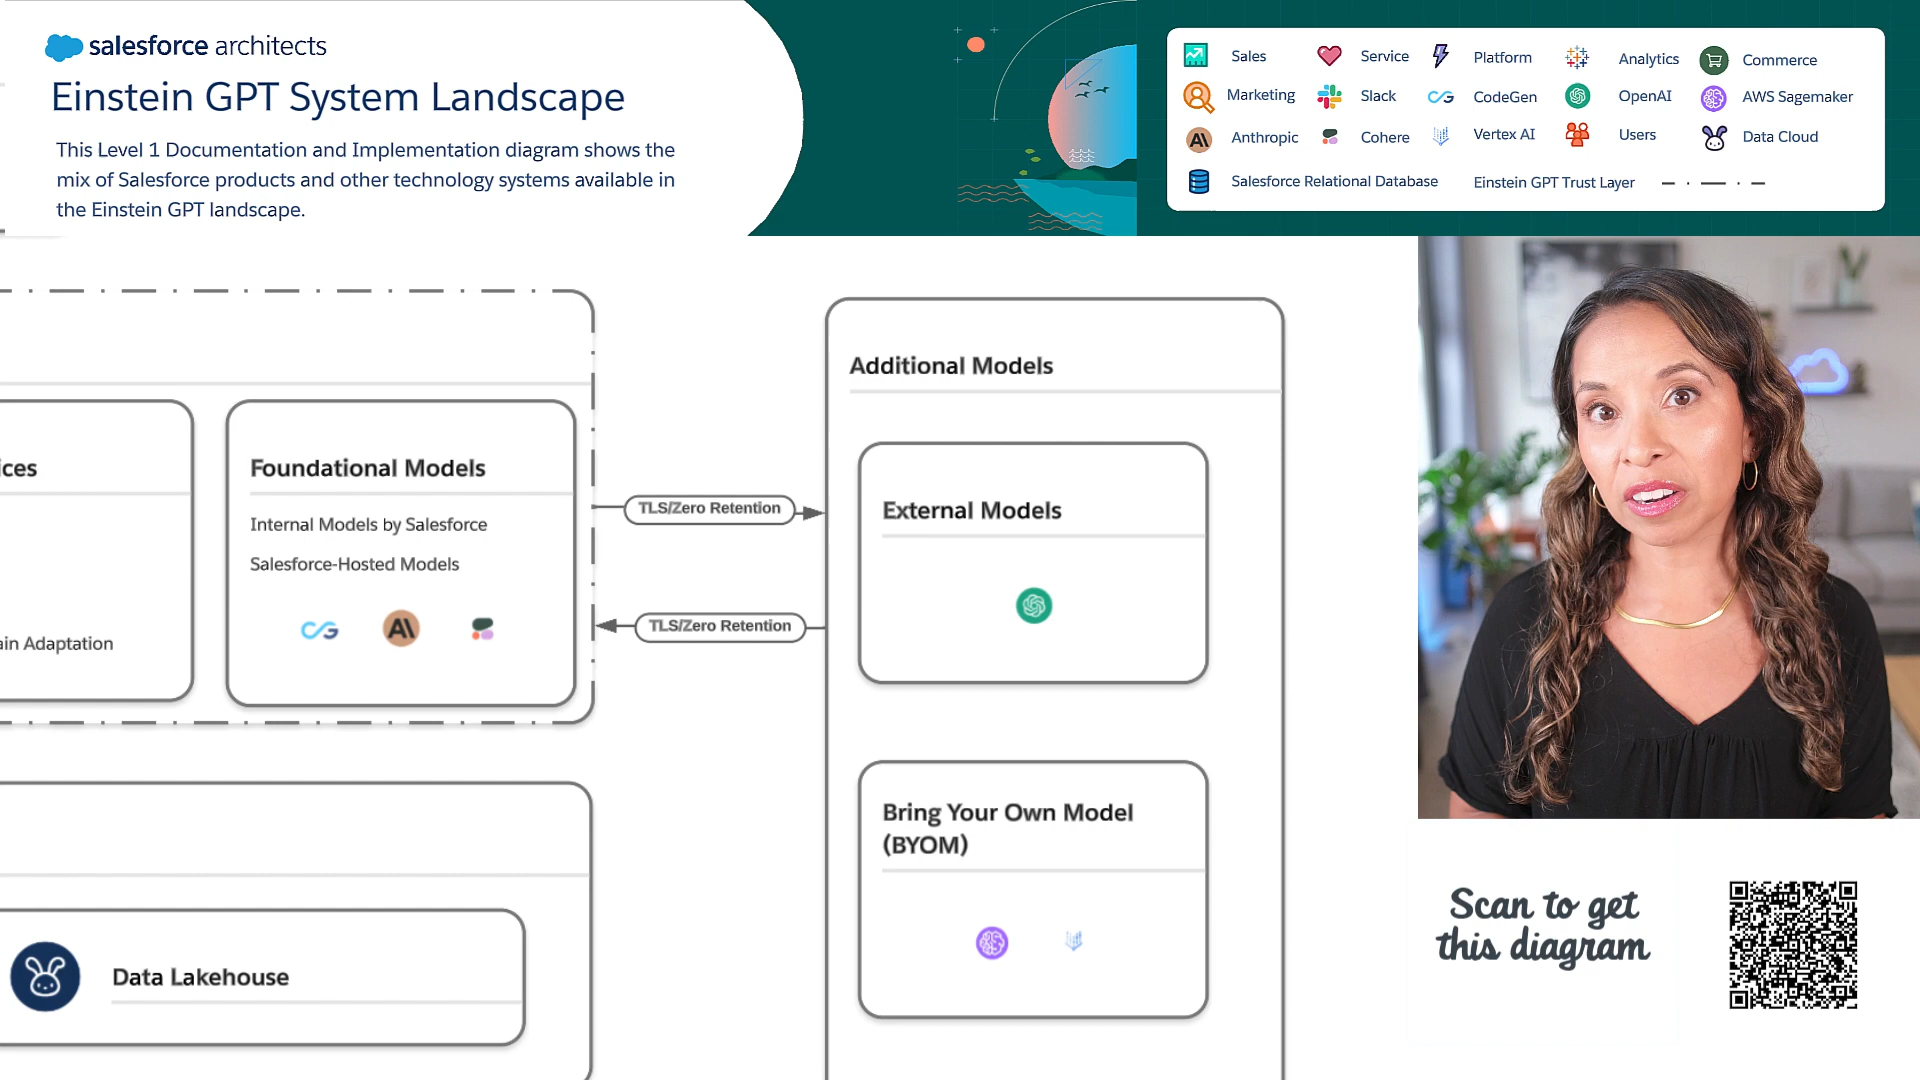 salesforce architects
Einstein GPT System Landscape
This Level 1 Documentation and Implementation diagram shows the
mix of Salesforce products and other technology systems available in
the Einstein GPT landscape.
Sales
Service
Platform
Analytics
Commerce
Marketing
Slack
CodeGen
OpenAI
AWS Sagemaker
Anthropic
Cohere
Vertex AI
Users
Data Cloud
Salesforce Relational Database
Einstein GPT Trust Layer
ices
ain Adaptation
Foundational Models
Internal Models by Salesforce
Salesforce-Hosted Models
TLS/Zero Retention
TLS/Zero Retention
Additional Models
External Models
Bring Your Own Model
(BYOM)
Data Lakehouse
Scan to get
this diagram